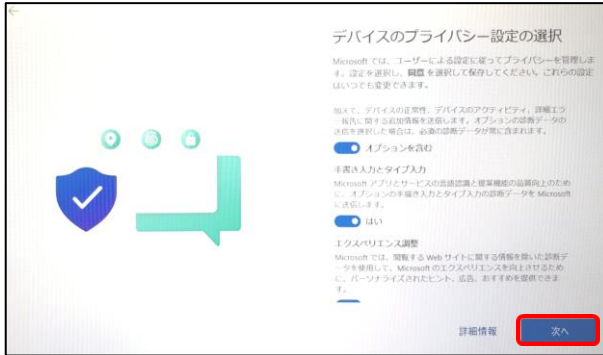 デバイスのプライバシー設定の選択
Microsoft では、ユーザーによる設定に従ってプライバシーを管理しま
す。設定を選択し、同意 を選択して保存してください。これらの設定
はいつでも変更できます。
加えて、デバイスの正常性、デバイスのアクティビティ、詳細エラ
ー報告に関する追加情報を送信します。オプションの診断データの
送信を選択した場合は、必須の診断データが常に含まれます。
オプションを含む
手書き入力とタイプ入力
Microsoft アプリとサービスの言語認識と提案機能の品質向上のため
に、オプションの手描き入力とタイプ入力の診断データを Microsoft
に送信します。
はい
エクスペリエンス調整
Microsoft では、閲覧する Web サイトに関する情報を除いた診断デ
ータを使用して、Microsoft のエクスペリエンスを向上させるため
に、パーソナライズされたヒント、広告、おすすめを提供できま
す。
詳細情報
次へ